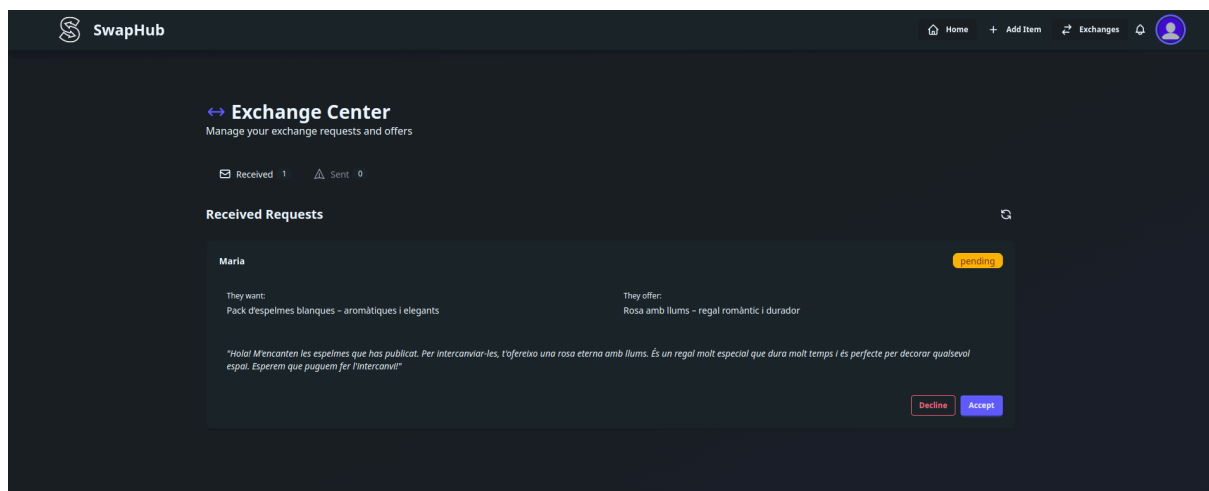 SwapHub
Home
Add Item
Exchanges
Exchange Center
Manage your exchange requests and offers
Received 1
Sent 0
Received Requests
Maria
pending
They want:
They offer:
Pack d'espelmes blanques – aromàtiques i elegants
Rosa amb llums – regal romàntic i durador
"Hola! M'encanten les espelmes que has publicat. Per intercanviar-les, t'ofereixo una rosa eterna amb llums. És un regal molt especial que dura molt temps i és perfecte per decorar qualsevol
espai. Esperem que puguem fer l'intercanvi!"
Decline
Accept